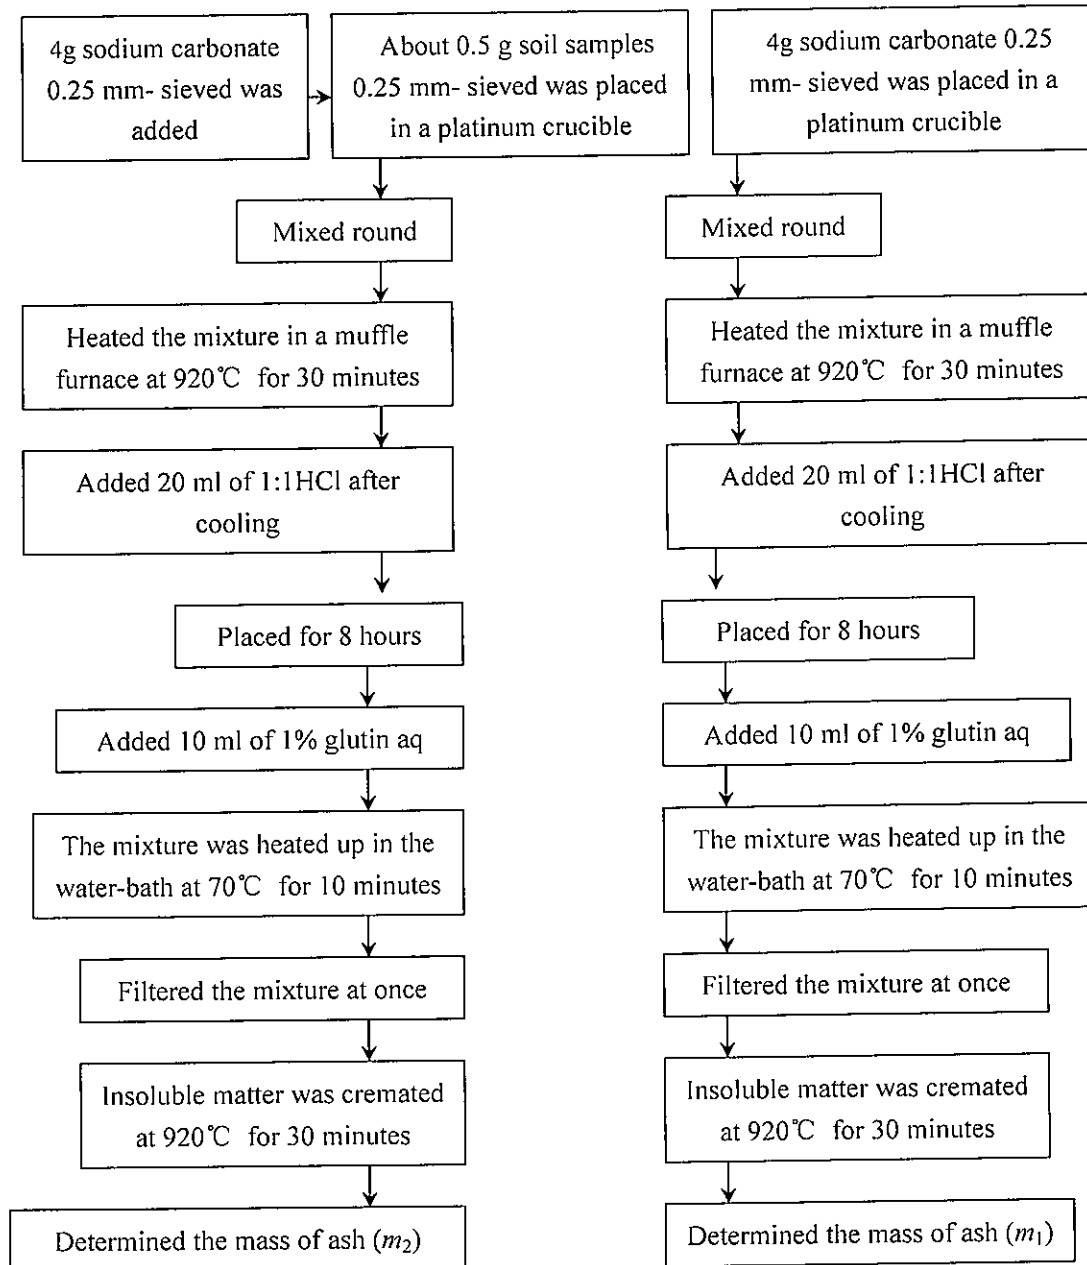 4g sodium carbonate
0.25 mm- sieved was
added
About 0.5 g soil samples
0.25 mm- sieved was placed
in a platinum crucible
4g sodium carbonate 0.25
mm- sieved was placed in a
platinum crucible
Mixed round
Heated the mixture in a muffle
furnace at 920℃ for 30 minutes
Added 20 ml of 1:1HCl after
cooling
Placed for 8 hours
Added 10 ml of 1% glutin aq
The mixture was heated up in the
water-bath at 70℃ for 10 minutes
Filtered the mixture at once
Insoluble matter was cremated
at 920℃ for 30 minutes
Determined the mass of ash (m₂)
Mixed round
Heated the mixture in a muffle
furnace at 920℃ for 30 minutes
Added 20 ml of 1:1HCl after
cooling
Placed for 8 hours
Added 10 ml of 1% glutin aq
The mixture was heated up in the
water-bath at 70℃ for 10 minutes
Filtered the mixture at once
Insoluble matter was cremated
at 920℃ for 30 minutes
Determined the mass of ash (m₁)